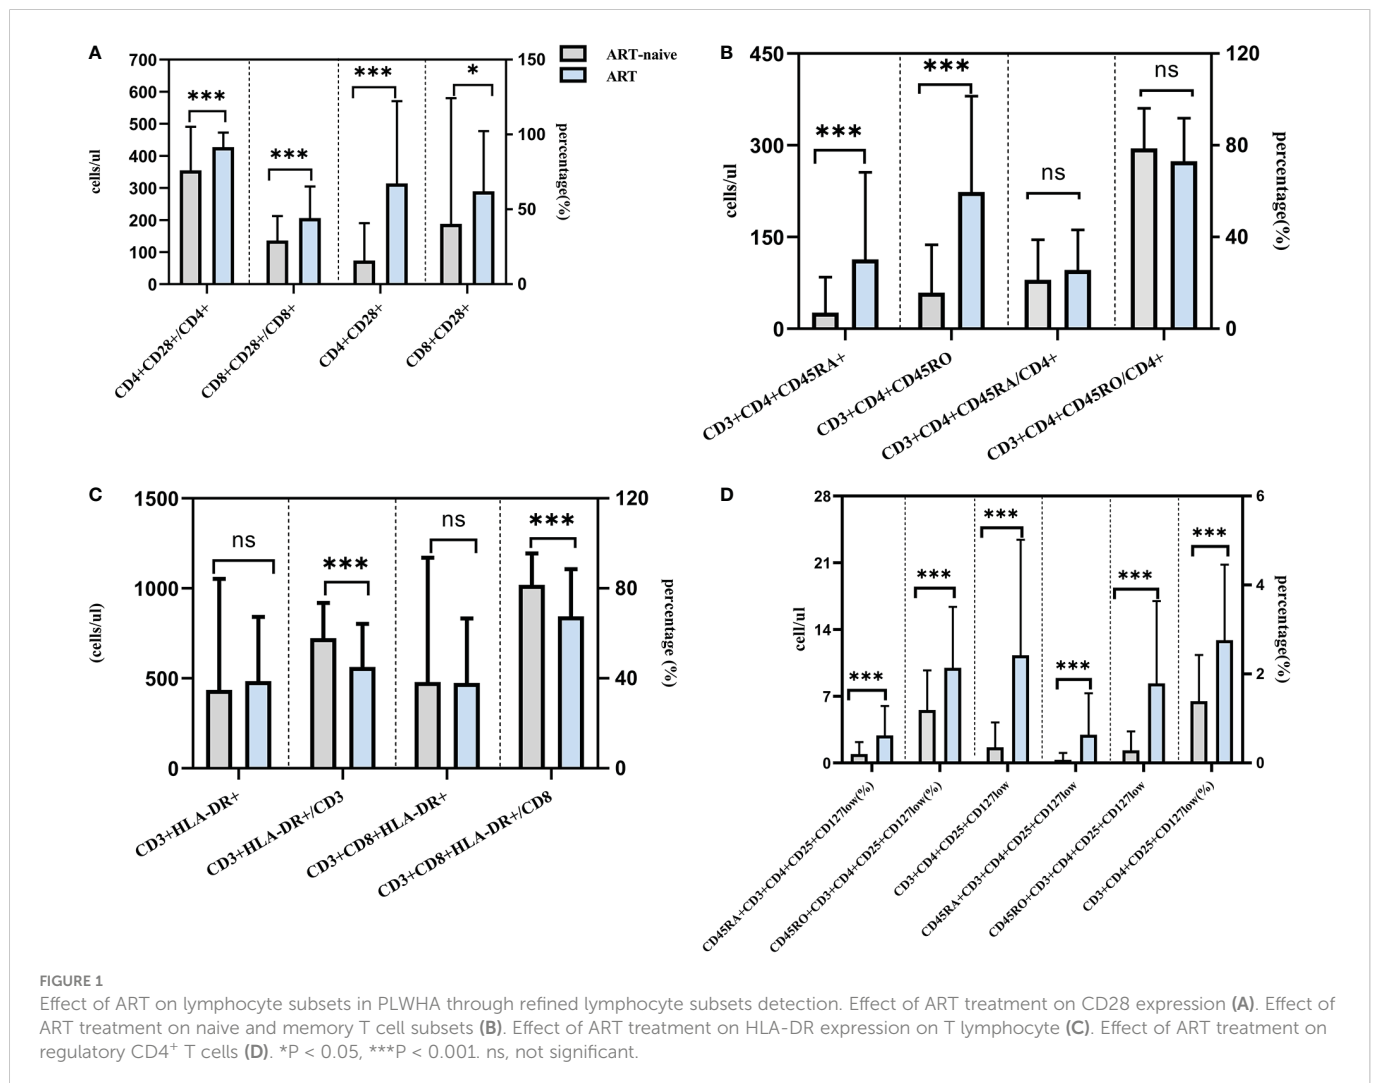 A
700
600
500
400
300
200
100
0
cells/ul
150
100
50
0
percentage(%)
***
***
***
*
ART-naive
ART
CD4+CD28+/CD4+
CD8+CD28+/CD8+
CD4+CD28+
CD8+CD28+
B
450
300
150
0
cells/ul
120
80
40
0
percentage(%)
***
***
ns
ns
CD3+CD4+CD45RA+
CD3+CD4+CD45RO
CD3+CD4+CD45RA/CD4+
CD3+CD4+CD45RO/CD4+
C
1500
1000
500
0
(cells/ul)
120
80
40
0
percentage (%)
ns
***
ns
***
CD3+HLA-DR+
CD3+HLA-DR+/CD3
CD3+CD8+HLA-DR+
CD3+CD8+HLA-DR+/CD8
D
28
21
14
7
0
cell/ul
6
4
2
0
percentage(%)
***
***
***
***
***
***
CD45RA+CD3+CD4+CD25+CD127low(%)
CD45RO+CD3+CD4+CD25+CD127low(%)
CD3+CD4+CD25+CD127low
CD45RA+CD3+CD4+CD25+CD127low
CD45RO+CD3+CD4+CD25+CD127low
CD3+CD4+CD25+CD127low(%)
FIGURE 1
Effect of ART on lymphocyte subsets in PLWHA through refined lymphocyte subsets detection. Effect of ART treatment on CD28 expression (A). Effect of
ART treatment on naive and memory T cell subsets (B). Effect of ART treatment on HLA-DR expression on T lymphocyte (C). Effect of ART treatment on
regulatory CD4⁺ T cells (D). *P < 0.05, ***P < 0.001. ns, not significant.